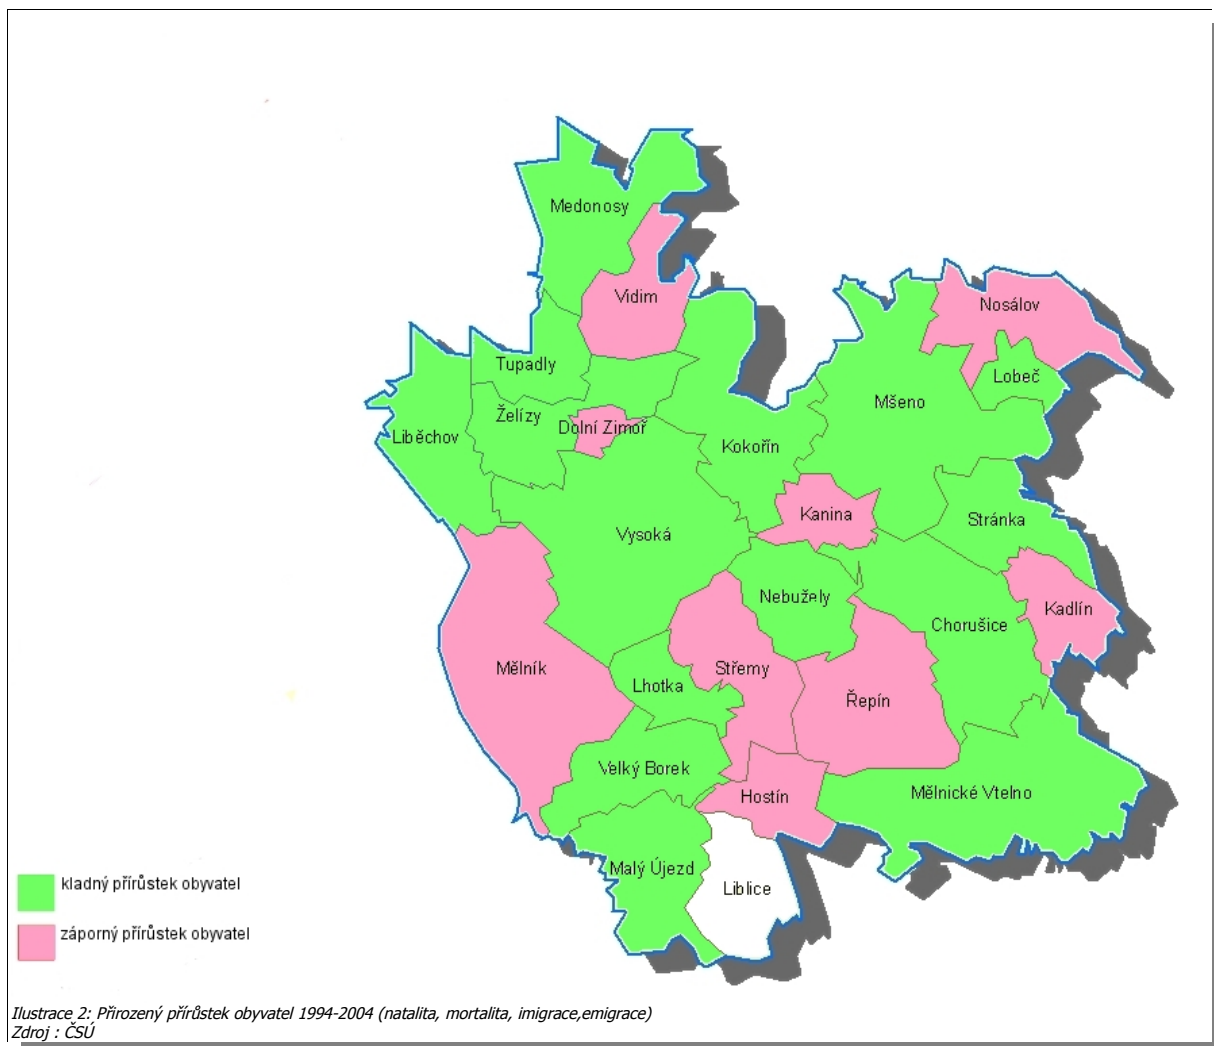 Medonosy
Vidim
Nosálov
Tupadly
Lobeč
Mšeno
Želízy
Dolní Zimoř
Liběchov
Kokořín
Kanina
Stránka
Vysoká
Nebužely
Kadlín
Chorušice
Mělník
Střemy
Lhotka
Řepín
Velký Borek
Hostín
Mělnické Vtelno
Malý Újezd
Liblice
kladný přírůstek obyvatel
záporný přírůstek obyvatel
Ilustrace 2: Přirozený přírůstek obyvatel 1994-2004 (natalita, mortalita, imigrace,emigrace)
Zdroj : ČSÚ